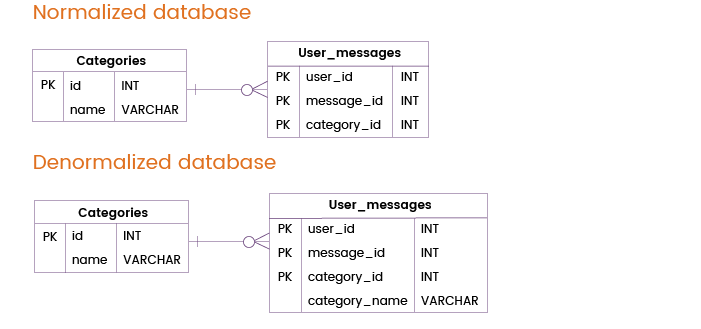 Normalized database
Categories
PK id INT
name VARCHAR
User_messages
PK user_id INT
PK message_id INT
PK category_id INT
Denormalized database
Categories
PK id INT
name VARCHAR
User_messages
PK user_id INT
PK message_id INT
PK category_id INT
category_name VARCHAR